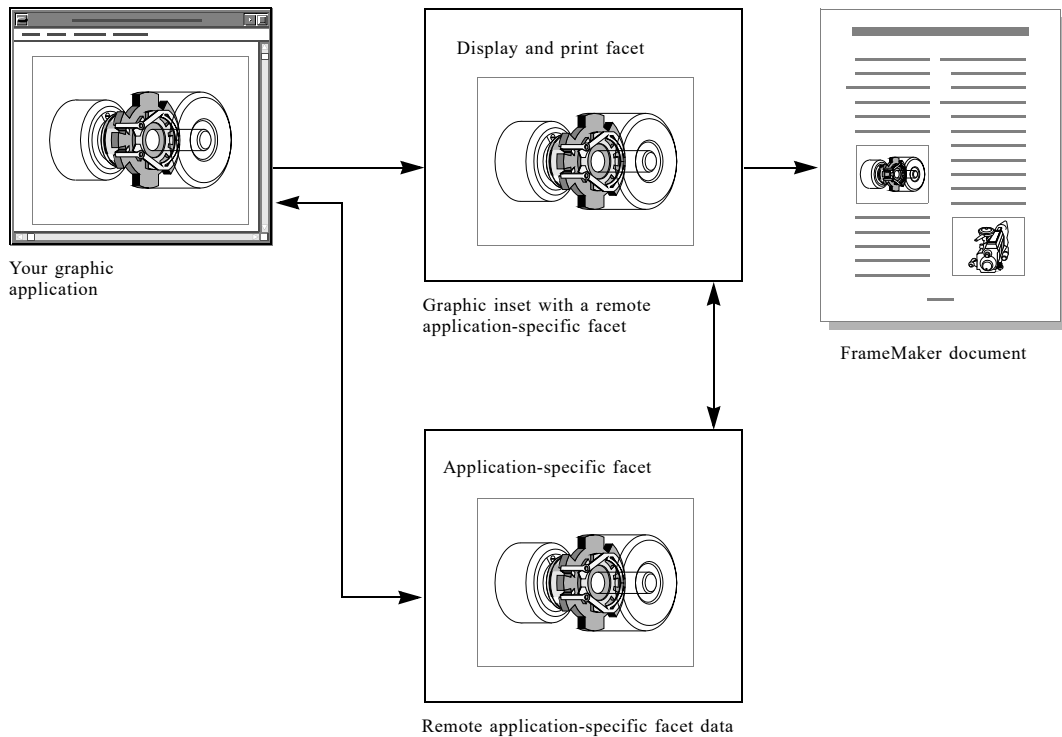 Display and print facet
Your graphic
application
Graphic inset with a remote
application-specific facet
FrameMaker document
Application-specific facet
Remote application-specific facet data